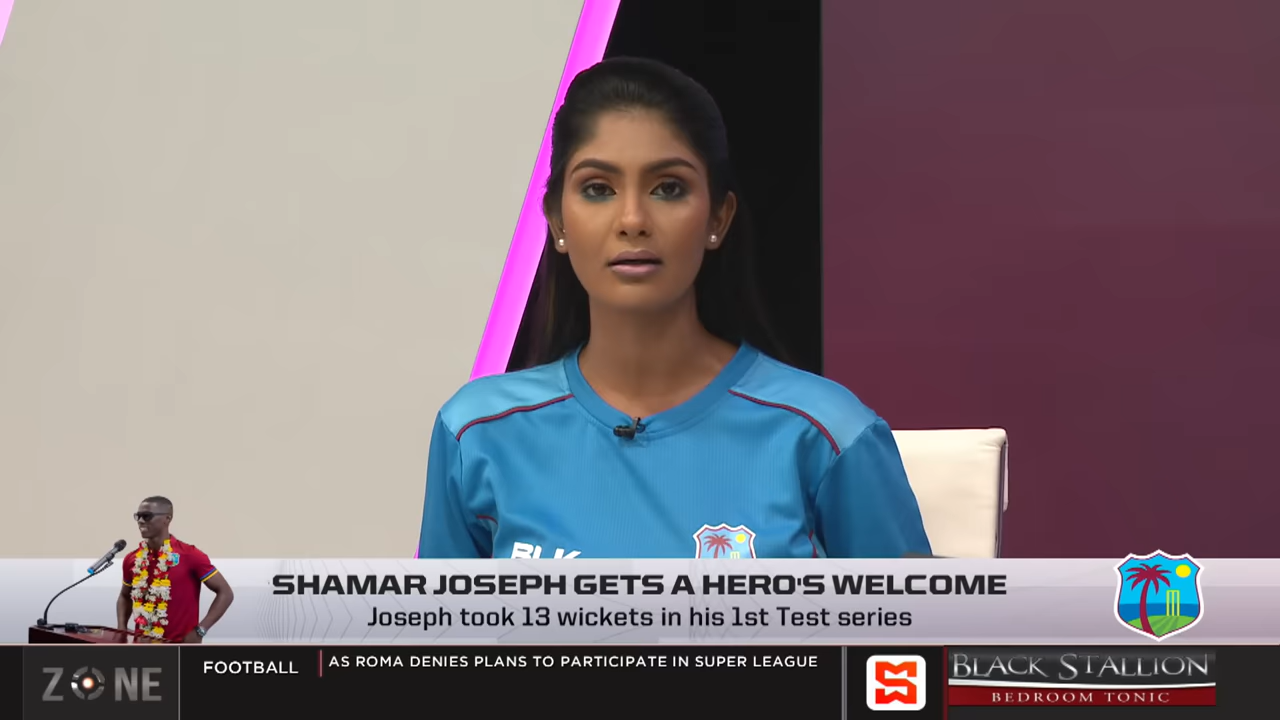 BLK
SHAMAR JOSEPH GETS A HERO'S WELCOME
Joseph took 13 wickets in his 1st Test series
ZONE
FOOTBALL
AS ROMA DENIES PLANS TO PARTICIPATE IN SUPER LEAGUE
BLACK STALLION
BEDROOM TONIC